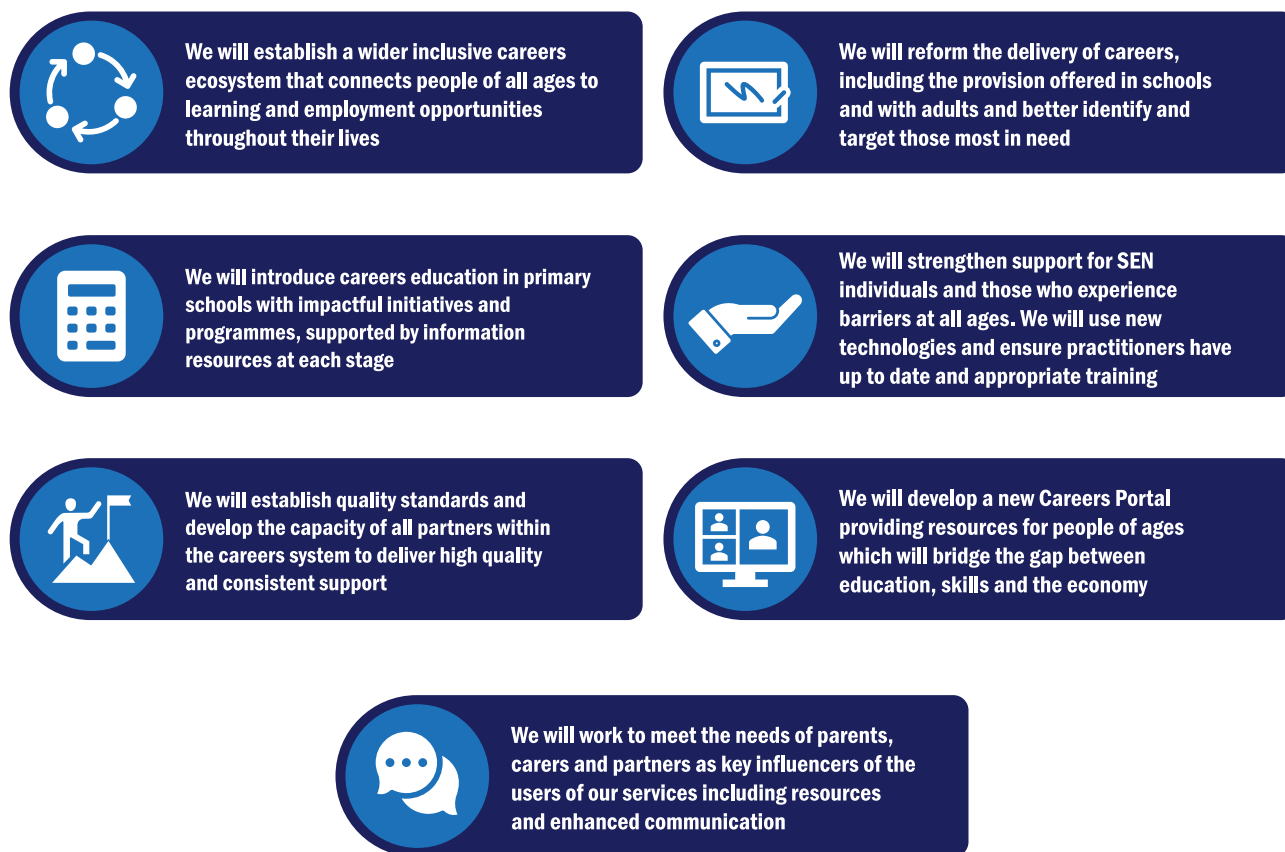 We will establish a wider inclusive careers
ecosystem that connects people of all ages to
learning and employment opportunities
throughout their lives
We will reform the delivery of careers,
including the provision offered in schools
and with adults and better identify and
target those most in need
We will introduce careers education in primary
schools with impactful initiatives and
programmes, supported by information
resources at each stage
We will strengthen support for SEN
individuals and those who experience
barriers at all ages. We will use new
technologies and ensure practitioners have
up to date and appropriate training
We will establish quality standards and
develop the capacity of all partners within
the careers system to deliver high quality
and consistent support
We will develop a new Careers Portal
providing resources for people of ages
which will bridge the gap between
education, skills and the economy
We will work to meet the needs of parents,
carers and partners as key influencers of the
users of our services including resources
and enhanced communication